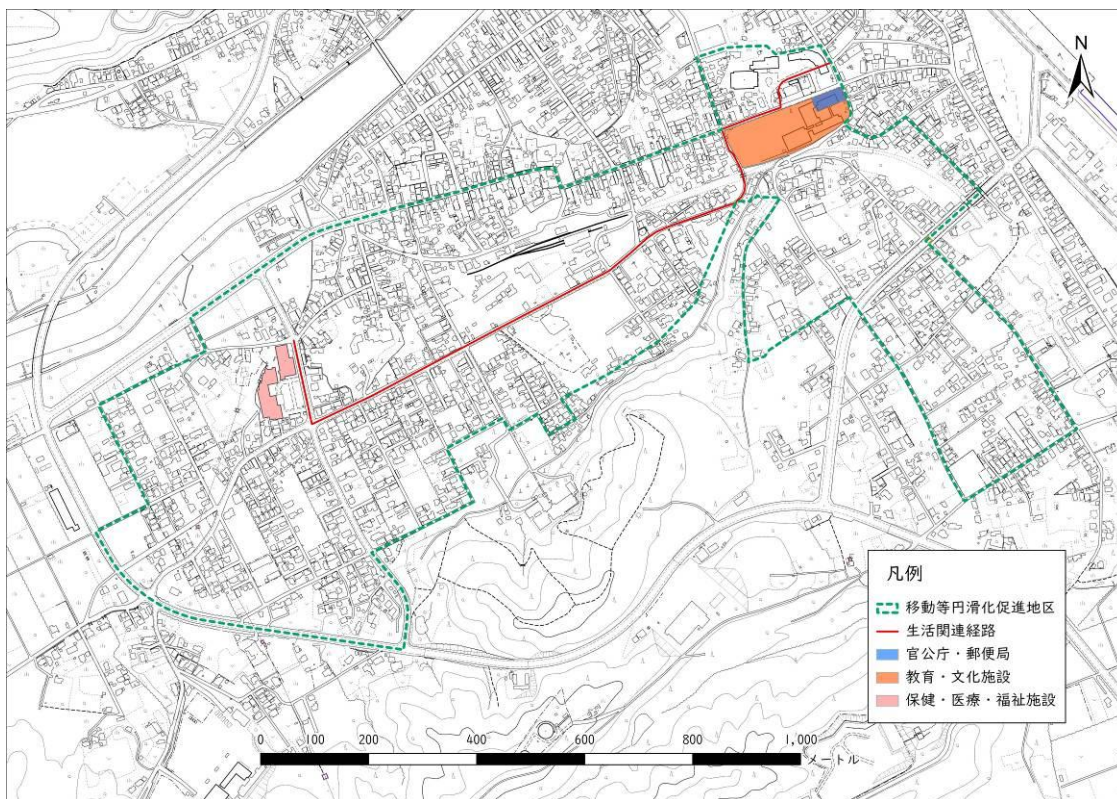 N
凡例
移動等円滑化促進地区
生活関連経路
官公庁・郵便局
教育・文化施設
保健・医療・福祉施設
0 100 200 400 600 800 1,000
メートル